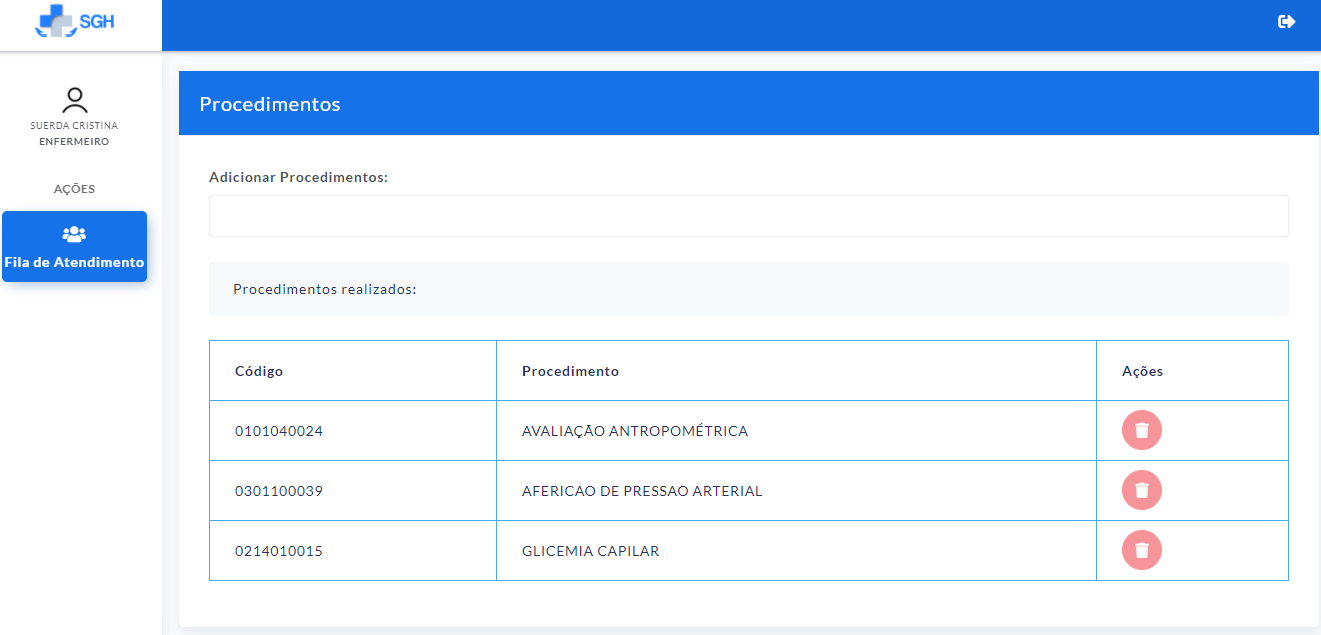 SGH
SUERDA CRISTINA
ENFERMEIRO
AÇÕES
Fila de Atendimento
Procedimentos
Adicionar Procedimentos:
Procedimentos realizados:
Código Procedimento Ações
0101040024 AVALIAÇÃO ANTROPOMÉTRICA
0301100039 AFERICAO DE PRESSAO ARTERIAL
0214010015 GLICEMIA CAPILAR